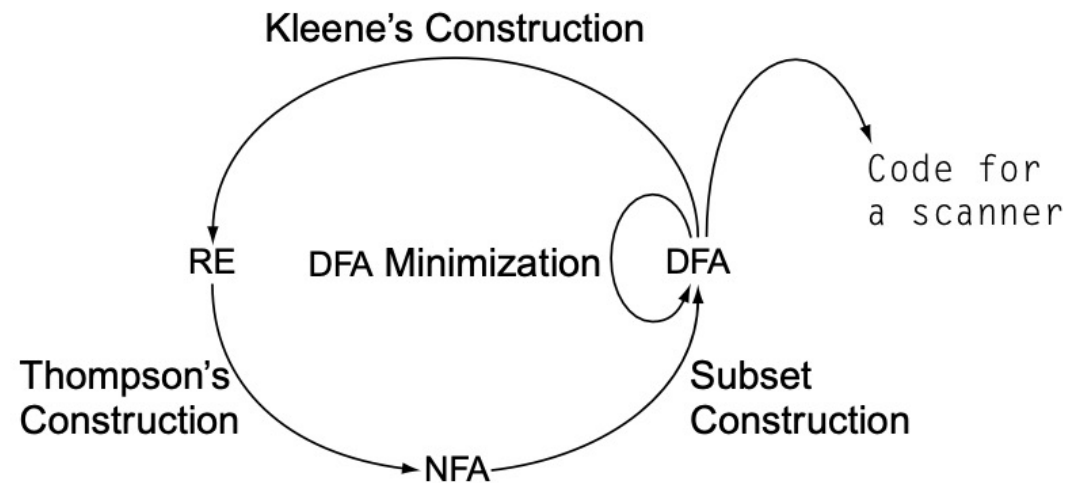 Kleene's Construction
Code for
a scanner
RE
DFA Minimization
DFA
Thompson's
Construction
Subset
Construction
NFA